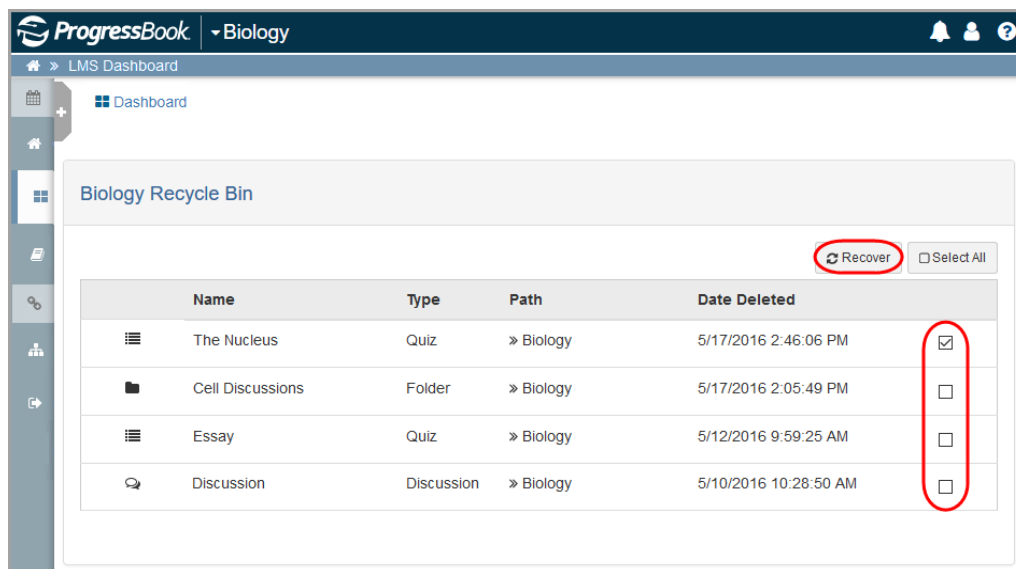 ProgressBook Biology
» LMS Dashboard
Dashboard
Biology Recycle Bin
Recover Select All
Name Type Path Date Deleted
The Nucleus Quiz » Biology 5/17/2016 2:46:06 PM
Cell Discussions Folder » Biology 5/17/2016 2:05:49 PM
Essay Quiz » Biology 5/12/2016 9:59:25 AM
Discussion Discussion » Biology 5/10/2016 10:28:50 AM